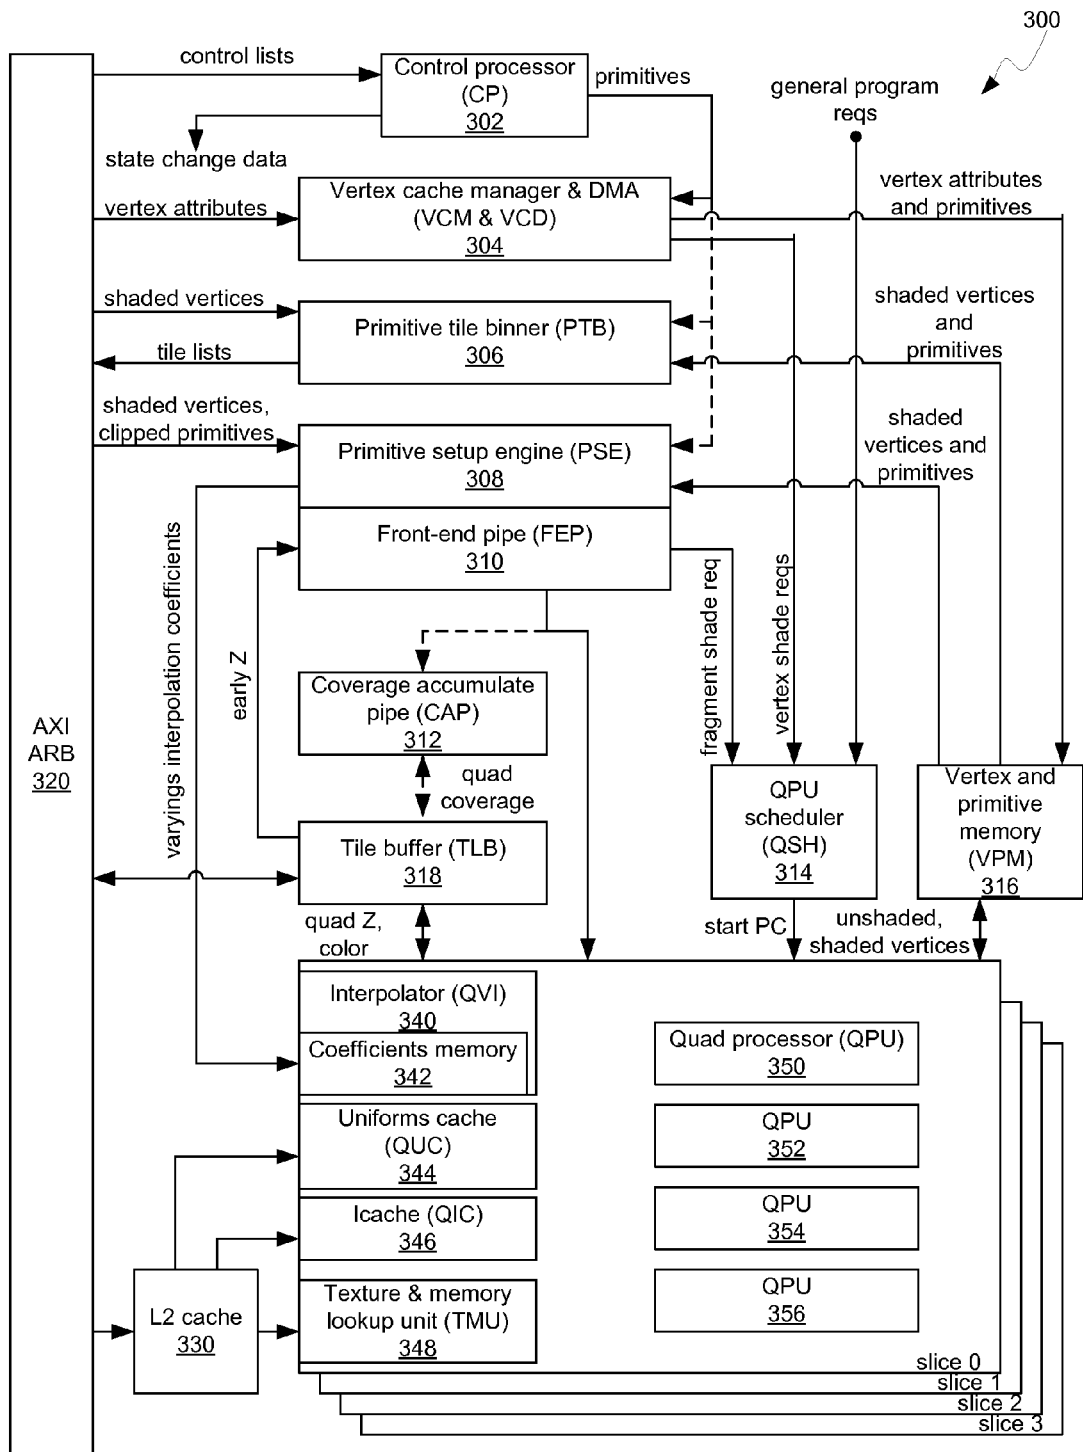 300
control lists
Control processor
(CP)
302
primitives
general program
reqs
state change data
vertex attributes
Vertex cache manager & DMA
(VCM & VCD)
304
vertex attributes
and primitives
shaded vertices
tile lists
Primitive tile binner (PTB)
306
shaded vertices
and
primitives
shaded vertices,
clipped primitives
Primitive setup engine (PSE)
308
shaded
vertices and
primitives
Front-end pipe (FEP)
310
varyings interpolation coefficients
early Z
fragment shade req
vertex shade reqs
Coverage accumulate
pipe (CAP)
312
quad
coverage
AXI
ARB
320
Tile buffer (TLB)
318
QPU
scheduler
(QSH)
314
Vertex and
primitive
memory
(VPM)
316
quad Z,
color
start PC
unshaded,
shaded vertices
Interpolator (QVI)
340
Coefficients memory
342
Quad processor (QPU)
350
Uniforms cache
(QUC)
344
QPU
352
Icache (QIC)
346
QPU
354
L2 cache
330
Texture & memory
lookup unit (TMU)
348
QPU
356
slice 0
slice 1
slice 2
slice 3